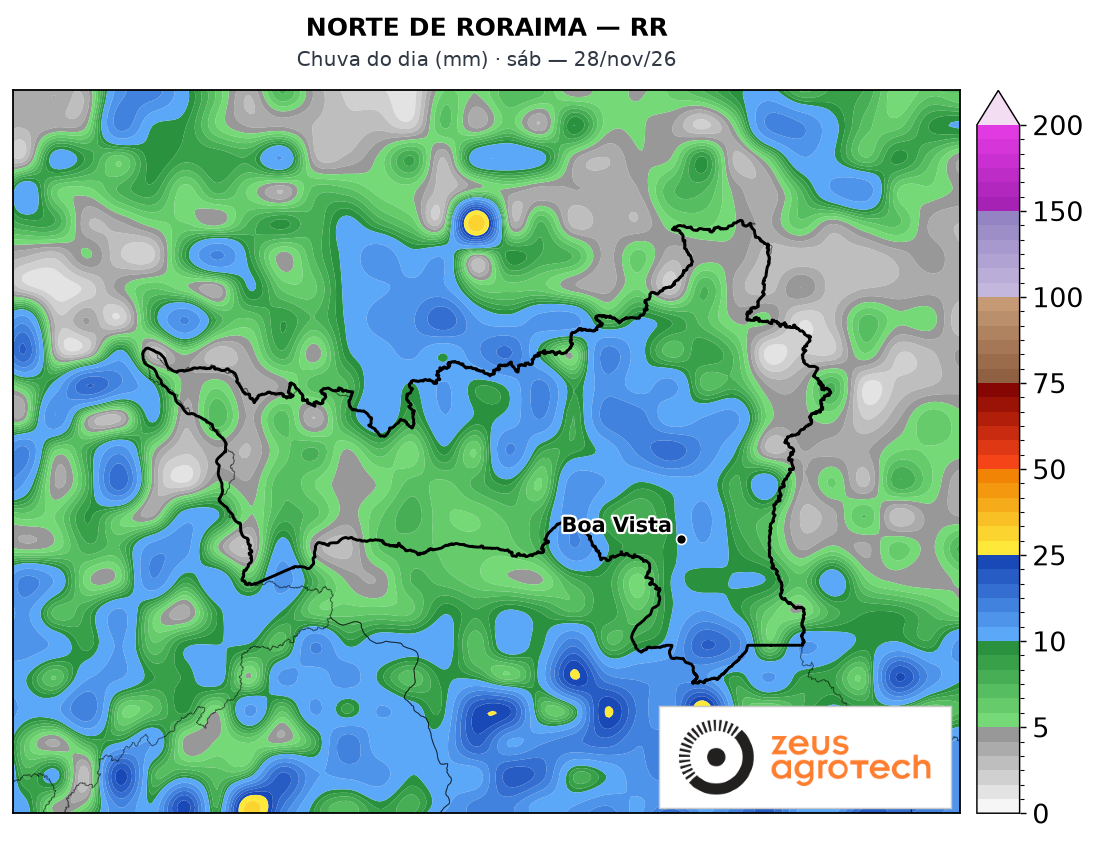 NORTE DE RORAIMA — RR
Chuva do dia (mm) · sáb — 28/nov/26
200
150
100
75
50
25
10
5
0
Boa Vista
zeus
agrotech